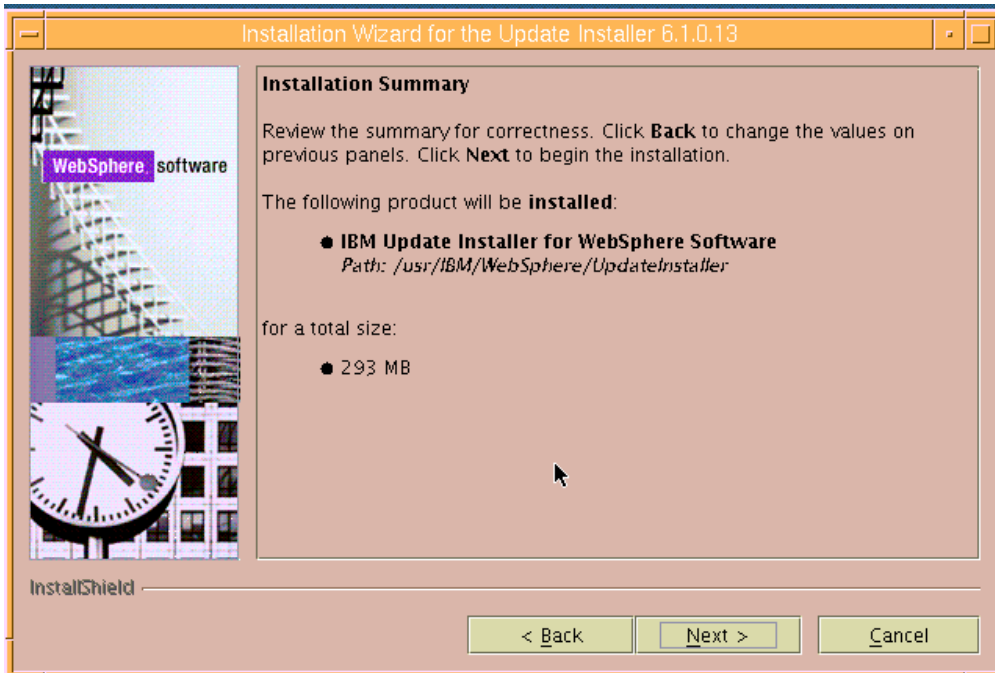 Installation Wizard for the Update Installer 6.1.0.13
WebSphere software
Installation Summary
Review the summary for correctness. Click Back to change the values on
previous panels. Click Next to begin the installation.
The following product will be installed:
● IBM Update Installer for WebSphere Software
Path: /usr/IBM/WebSphere/UpdateInstaller
for a total size:
● 293 MB
InstallShield
< Back
Next >
Cancel